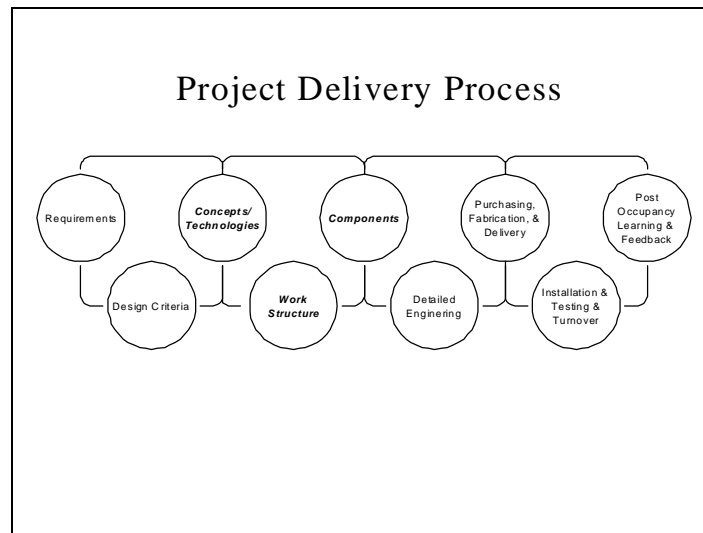 Project Delivery Process
Requirements
Concepts/
Technologies
Components
Purchasing,
Fabrication, &
Delivery
Post
Occupancy
Learning &
Feedback
Design Criteria
Work
Structure
Detailed
Enginering
Installation &
Testing &
Turnover